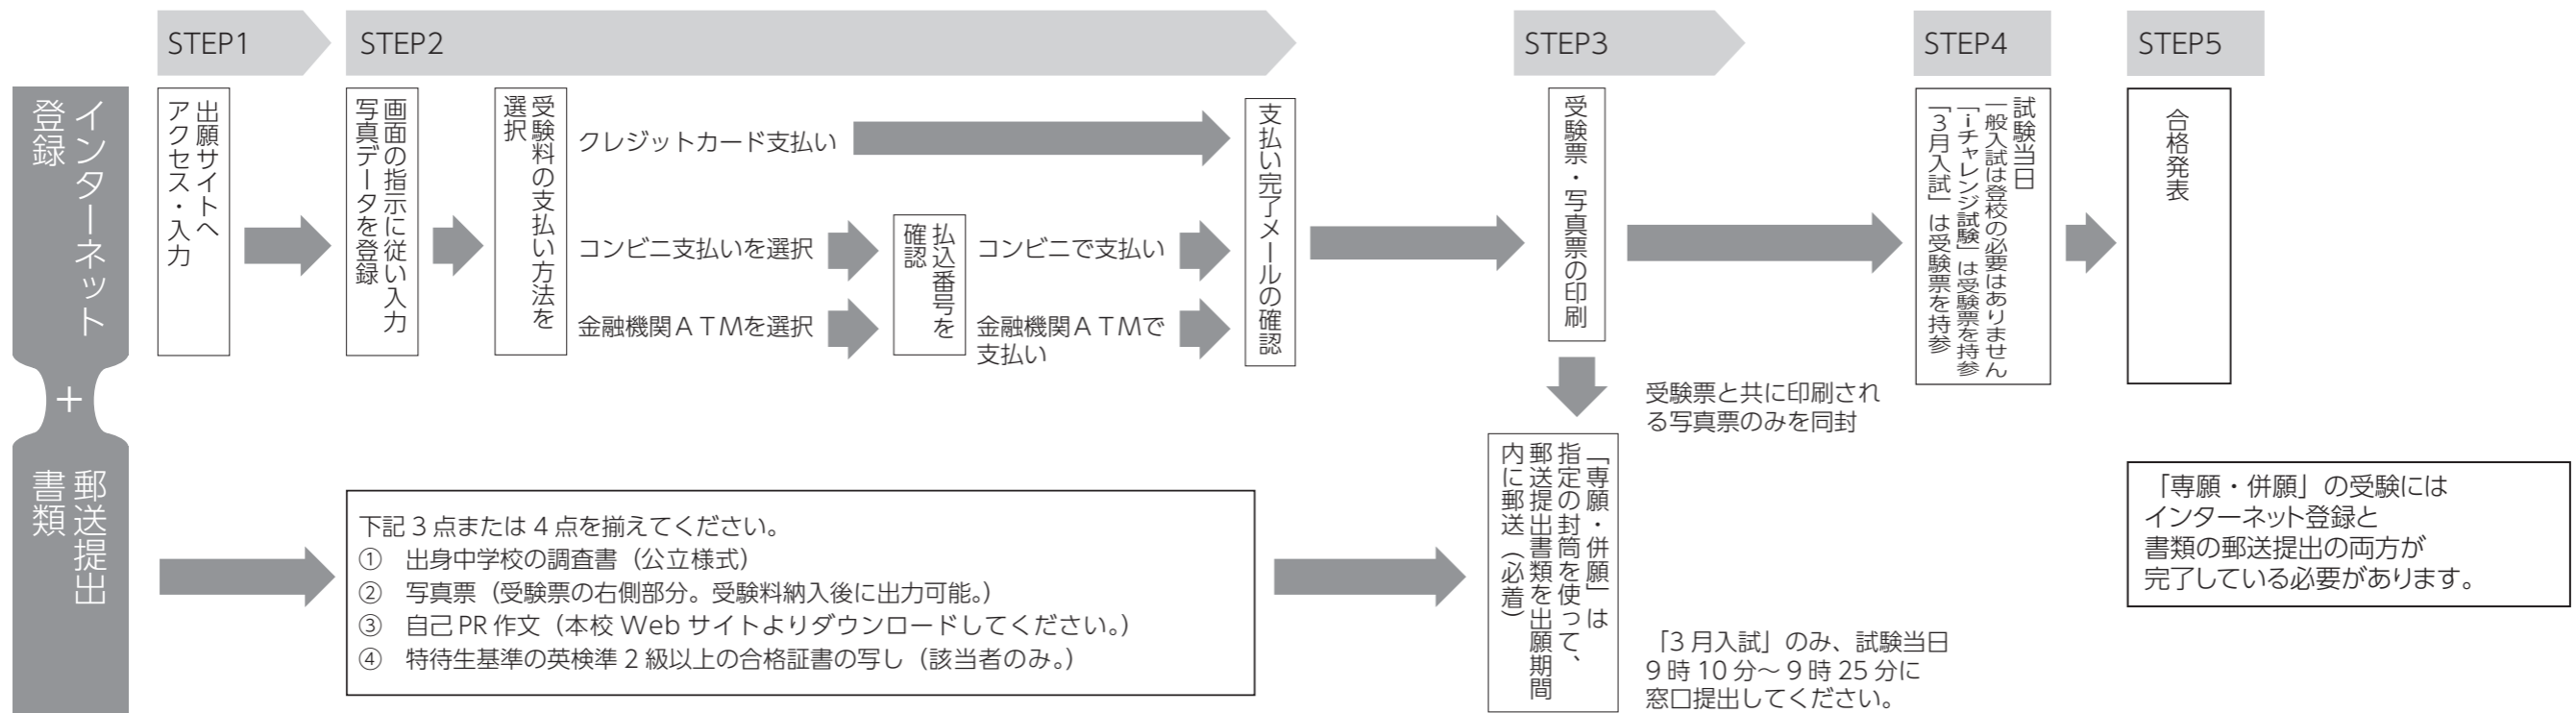 STEP1
STEP2
STEP3
STEP4
STEP5
インターネット
登録
＋
郵送提出
書類
出願サイトへ
アクセス・入力
画面の指示に従い入力
写真データを登録
受験料の支払い方法を
選択
クレジットカード支払い
コンビニ支払いを選択
金融機関ＡＴＭを選択
払込番号を
確認
コンビニで支払い
金融機関ＡＴＭで
支払い
支払い完了メールの確認
受験票・写真票の印刷
試験当日
一般入試は登校の必要はありません
「ｉチャレンジ試験」は受験票を持参
「３月入試」は受験票を持参
合格発表
受験票と共に印刷され
る写真票のみを同封
下記３点または４点を揃えてください。
① 出身中学校の調査書（公立様式）
② 写真票（受験票の右側部分。受験料納入後に出力可能。）
③ 自己 PR 作文（本校 Web サイトよりダウンロードしてください。）
④ 特待生基準の英検準２級以上の合格証書の写し（該当者のみ。）
「専願・併願」は
指定の封筒を使って、
郵送提出書類を出願期間
内に郵送（必着）
「３月入試」のみ、試験当日
９時 10 分～９時 25 分に
窓口提出してください。
「専願・併願」の受験には
インターネット登録と
書類の郵送提出の両方が
完了している必要があります。